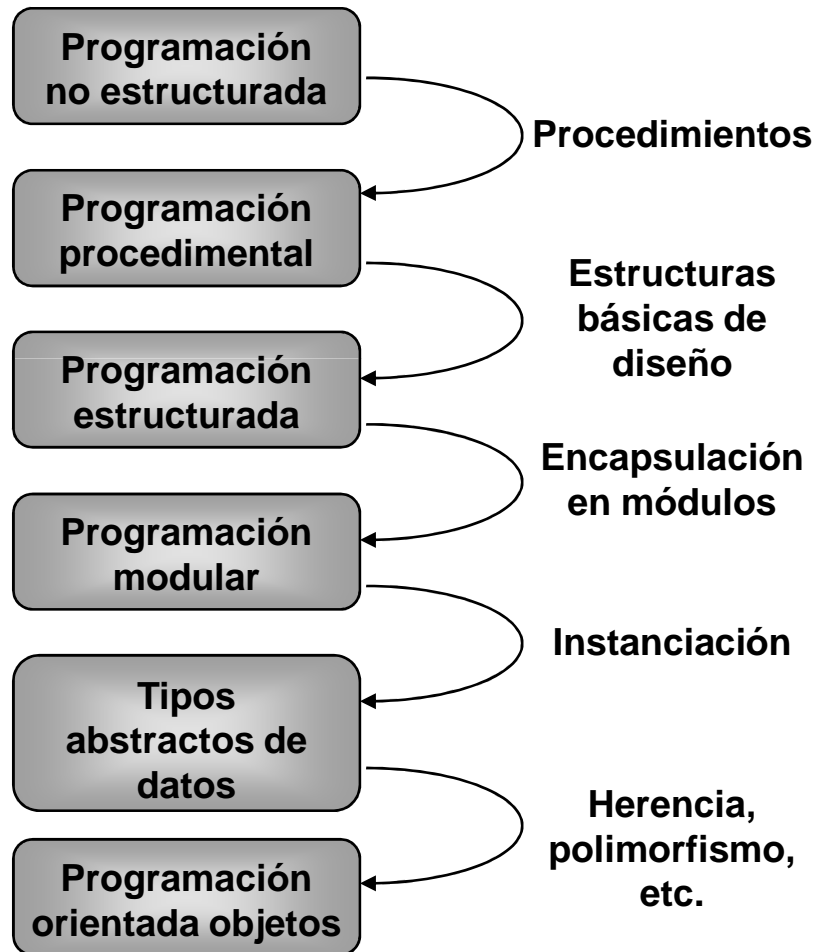 Programación
no estructurada
Procedimientos
Programación
procedimental
Estructuras
básicas de
diseño
Programación
estructurada
Encapsulación
en módulos
Programación
modular
Instanciación
Tipos
abstractos de
datos
Herencia,
polimorfismo,
etc.
Programación
orientada objetos